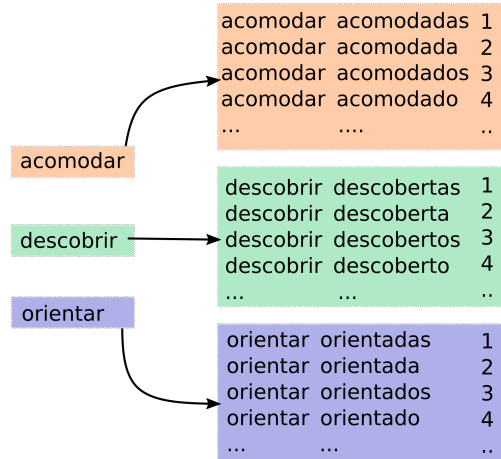 acomodar
acomodar acomodadas 1
acomodar acomodada 2
acomodar acomodados 3
acomodar acomodado 4
... .... ..
descobrir
descobrir descobertas 1
descobrir descoberta 2
descobrir descobertos 3
descobrir descoberto 4
... ... ..
orientar
orientar orientadas 1
orientar orientada 2
orientar orientados 3
orientar orientado 4
... ... ..